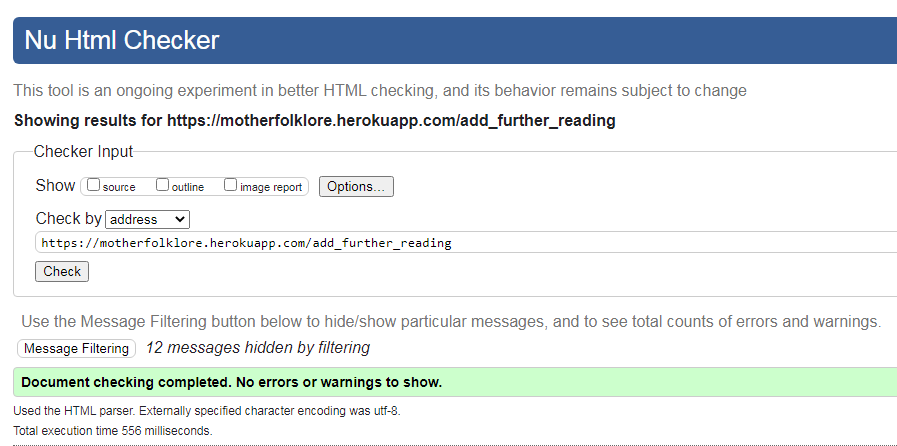 Nu Html Checker
This tool is an ongoing experiment in better HTML checking, and its behavior remains subject to change
Showing results for https://motherfolklore.herokuapp.com/add_further_reading
Checker Input
Show source outline image report Options...
Check by address
https://motherfolklore.herokuapp.com/add_further_reading
Check
Use the Message Filtering button below to hide/show particular messages, and to see total counts of errors and warnings.
Message Filtering 12 messages hidden by filtering
Document checking completed. No errors or warnings to show.
Used the HTML parser. Externally specified character encoding was utf-8.
Total execution time 556 milliseconds.